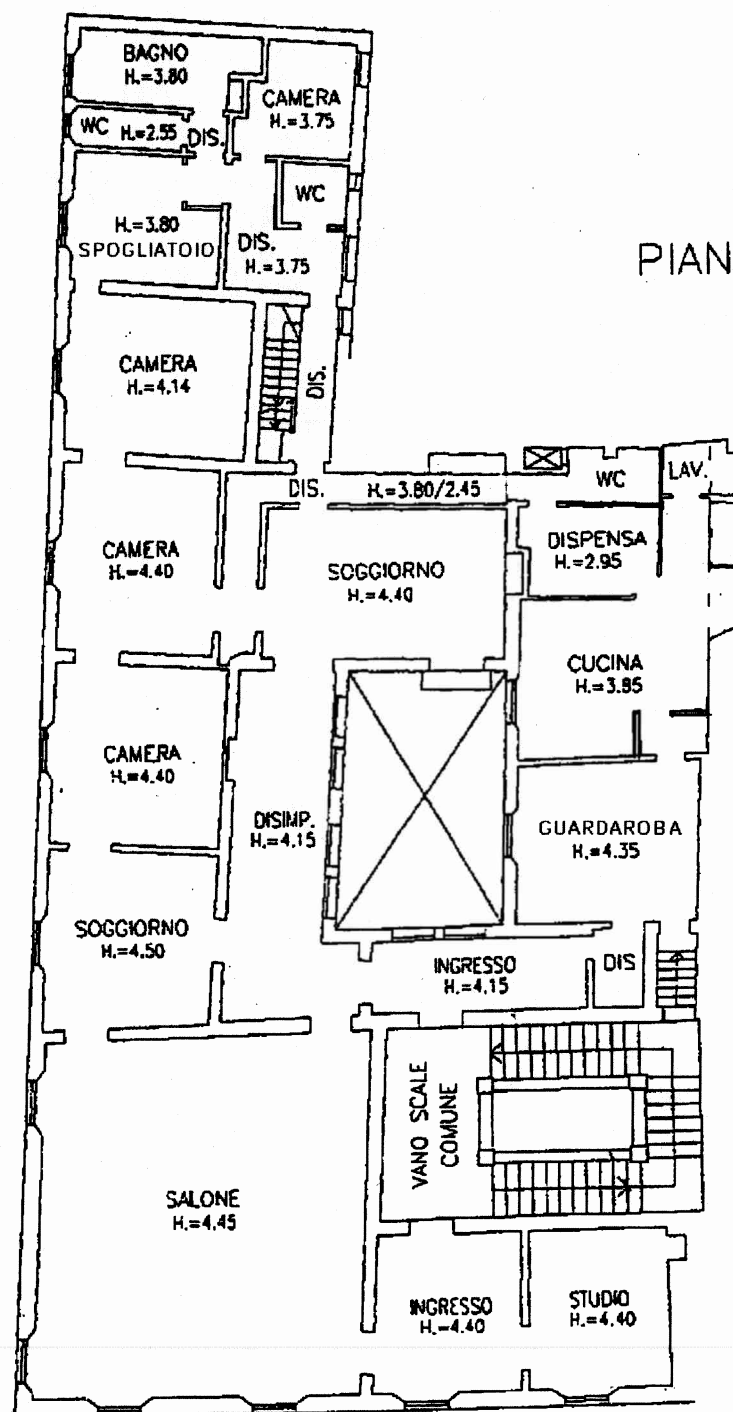 BAGNO
H.=3.80
CAMERA
H.=3.75
WC H.=2.55
DIS.
WC
H.=3.80
SPOGLIATOIO
DIS.
H.=3.75
PIAN
CAMERA
H.=4.14
DIS.
DIS.
H.=3.80/2.45
WC
LAV.
DISPENSA
H.=2.95
CAMERA
H.=4.40
SOGGIORNO
H.=4.40
CUCINA
H.=3.85
CAMERA
H.=4.40
DISIMP.
H.=4.15
GUARDAROBA
H.=4.35
SOGGIORNO
H.=4.50
INGRESSO
H.=4.15
DIS
VANO SCALE
COMUNE
SALONE
H.=4.45
INGRESSO
H.=4.40
STUDIO
H.=4.40